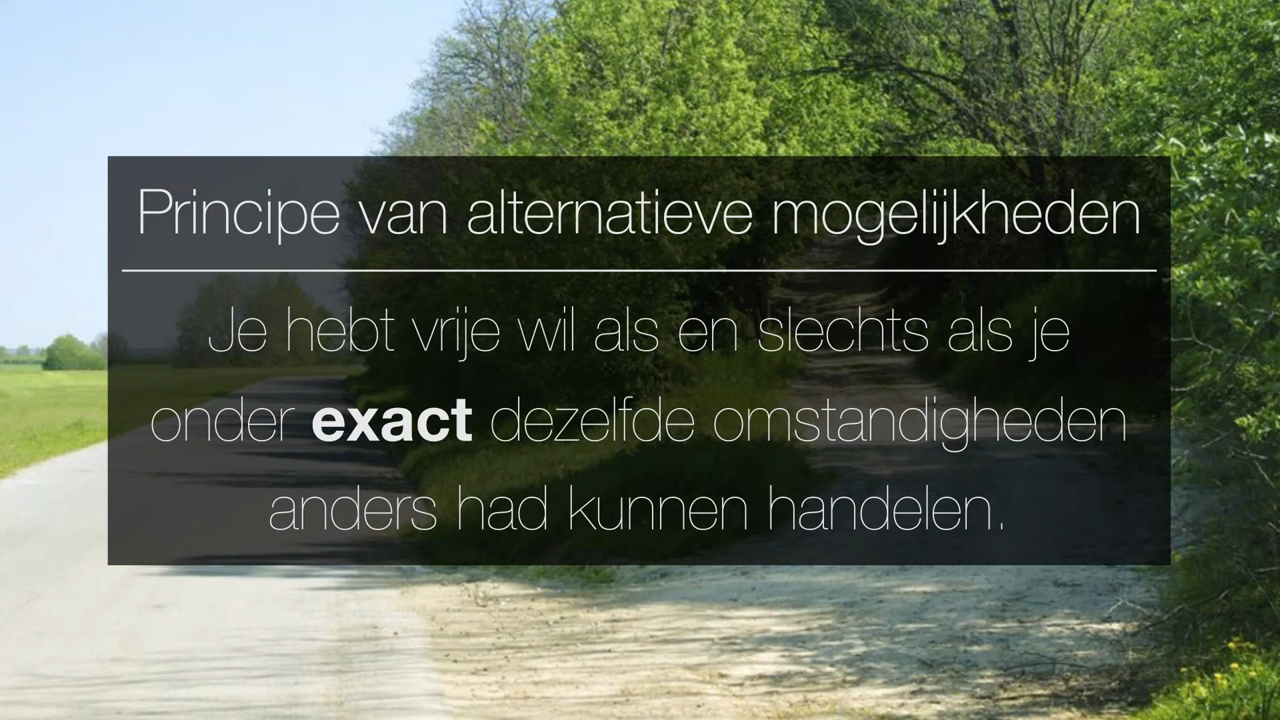 Principe van alternatieve mogelijkheden
Je hebt vrije wil als en slechts als je
onder exact dezelfde omstandigheden
anders had kunnen handelen.